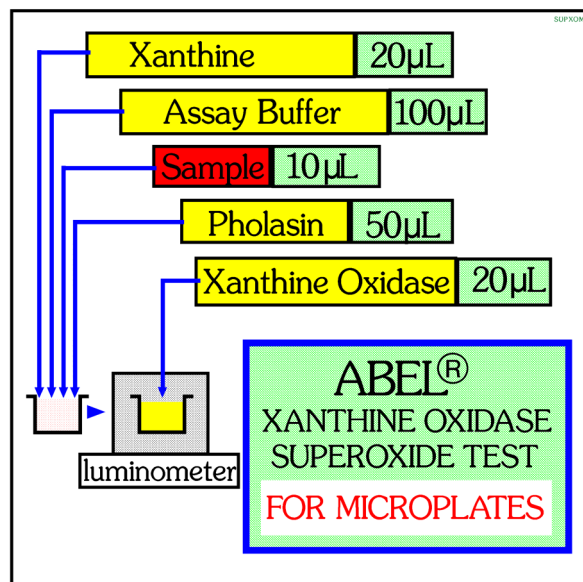 SUPXOM
Xanthine 20µL
Assay Buffer 100µL
Sample 10µL
Pholasin 50µL
Xanthine Oxidase 20µL
luminometer
ABEL®
XANTHINE OXIDASE
SUPEROXIDE TEST
FOR MICROPLATES